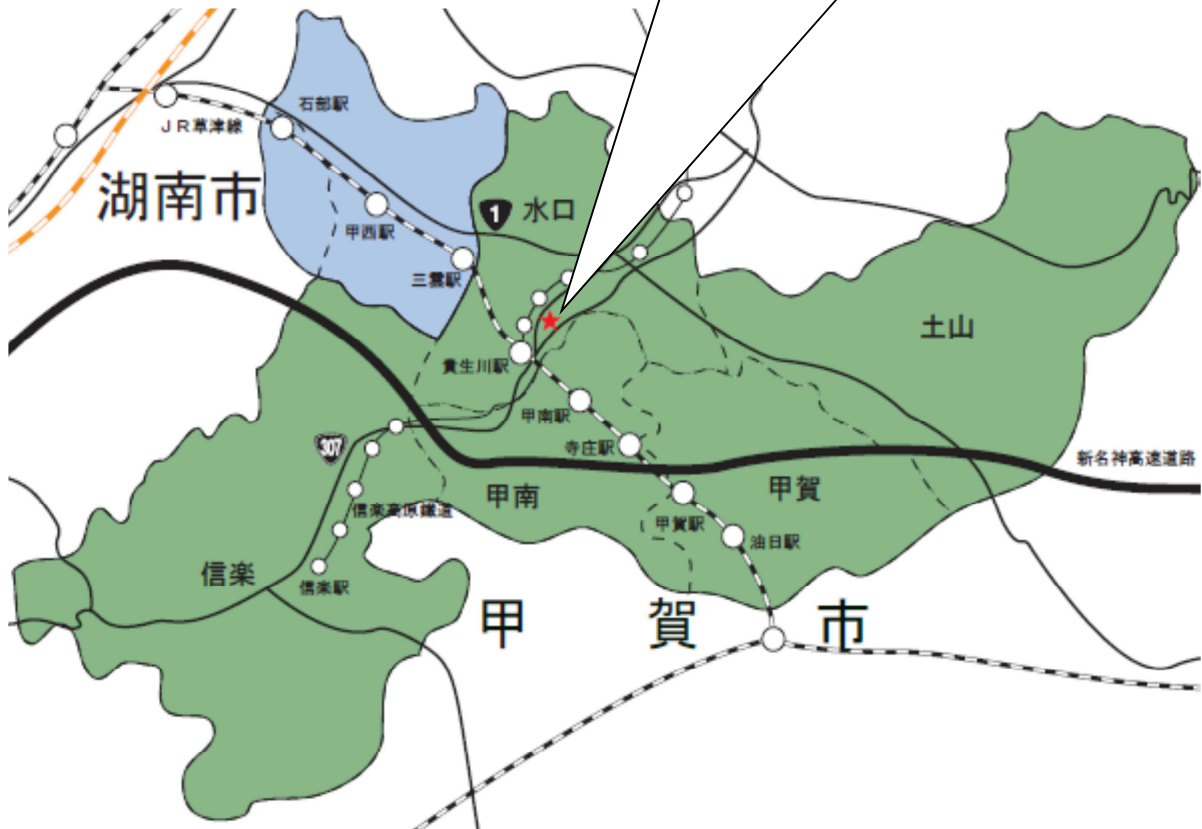 石部駅
JR草津線
湖南市
1
水口
甲西駅
三雲駅
土山
貴生川駅
甲南駅
307
寺庄駅
新名神高速道路
甲南
甲賀
信楽高原鐵道
甲賀駅
油日駅
信楽
信楽駅
甲賀市